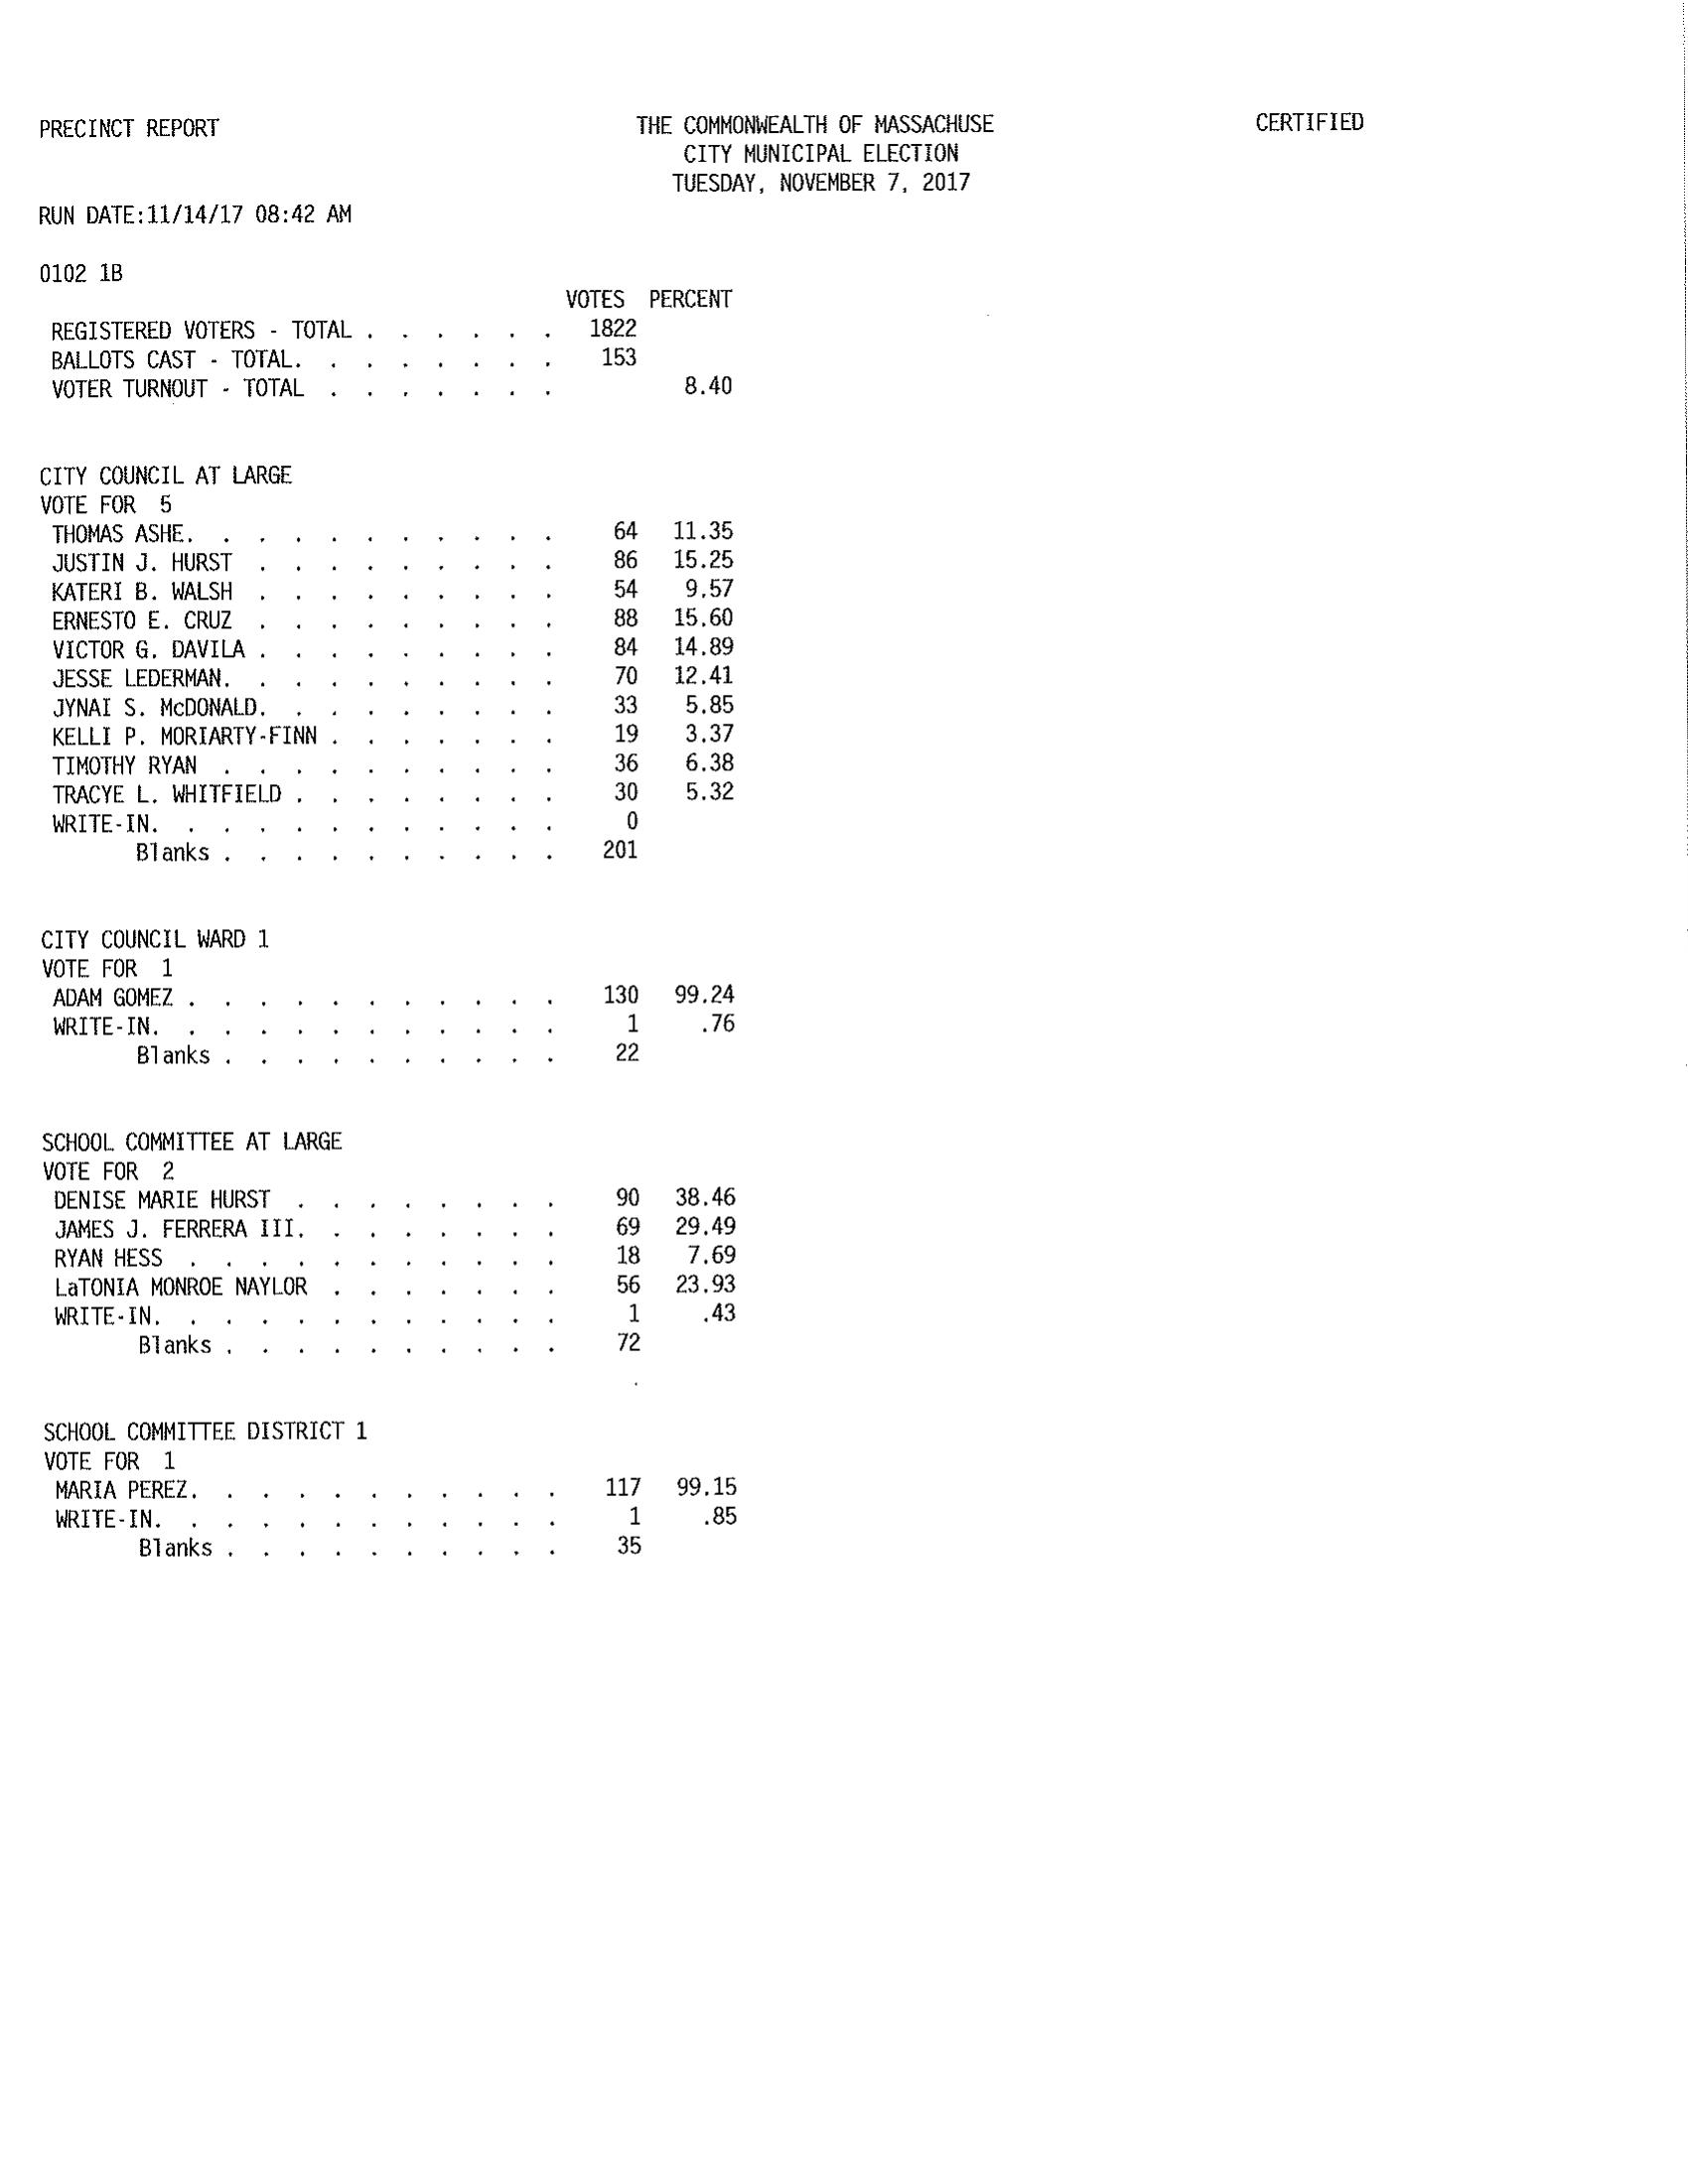 PRECINCT REPORT THE COMMONWEALTH OF MASSACHUSE CERTIFIED
CITY MUNICIPAL ELECTION
TUESDAY, NOVEMBER 7, 2017
RUN DATE:11/14/17 08:42 AM
0102 1B
VOTES PERCENT
REGISTERED VOTERS - TOTAL . . . . . . 1822
BALLOTS CAST - TOTAL. . . . . . . . 153
VOTER TURNOUT - TOTAL . . . . . . . 8.40
CITY COUNCIL AT LARGE
VOTE FOR 5
THOMAS ASHE. . . . . . . . . . . 64 11.35
JUSTIN J. HURST . . . . . . . . . 86 15.25
KATERI B. WALSH . . . . . . . . . 54 9.57
ERNESTO E. CRUZ . . . . . . . . . 88 15.60
VICTOR G. DAVILA . . . . . . . . . 84 14.89
JESSE LEDERMAN. . . . . . . . . . 70 12.41
JYNAI S. McDONALD. . . . . . . . . 33 5.85
KELLI P. MORIARTY-FINN . . . . . . . 19 3.37
TIMOTHY RYAN . . . . . . . . . . 36 6.38
TRACYE L. WHITFIELD . . . . . . . . 30 5.32
WRITE-IN. . . . . . . . . . . . 0
Blanks . . . . . . . . . . 201
CITY COUNCIL WARD 1
VOTE FOR 1
ADAM GOMEZ . . . . . . . . . . . 130 99.24
WRITE-IN. . . . . . . . . . . . 1 .76
Blanks . . . . . . . . . . 22
SCHOOL COMMITTEE AT LARGE
VOTE FOR 2
DENISE MARIE HURST . . . . . . . . 90 38.46
JAMES J. FERRERA III. . . . . . . . 69 29.49
RYAN HESS . . . . . . . . . . . 18 7.69
LaTONIA MONROE NAYLOR . . . . . . . 56 23.93
WRITE-IN. . . . . . . . . . . . 1 .43
Blanks . . . . . . . . . . 72
SCHOOL COMMITTEE DISTRICT 1
VOTE FOR 1
MARIA PEREZ. . . . . . . . . . . 117 99.15
WRITE-IN. . . . . . . . . . . . 1 .85
Blanks . . . . . . . . . . 35